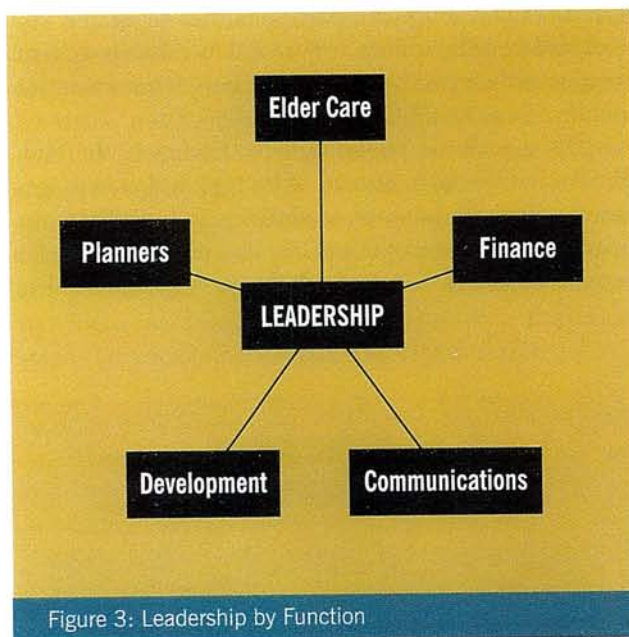 Elder Care
Planners
Finance
LEADERSHIP
Development
Communications
Figure 3: Leadership by Function